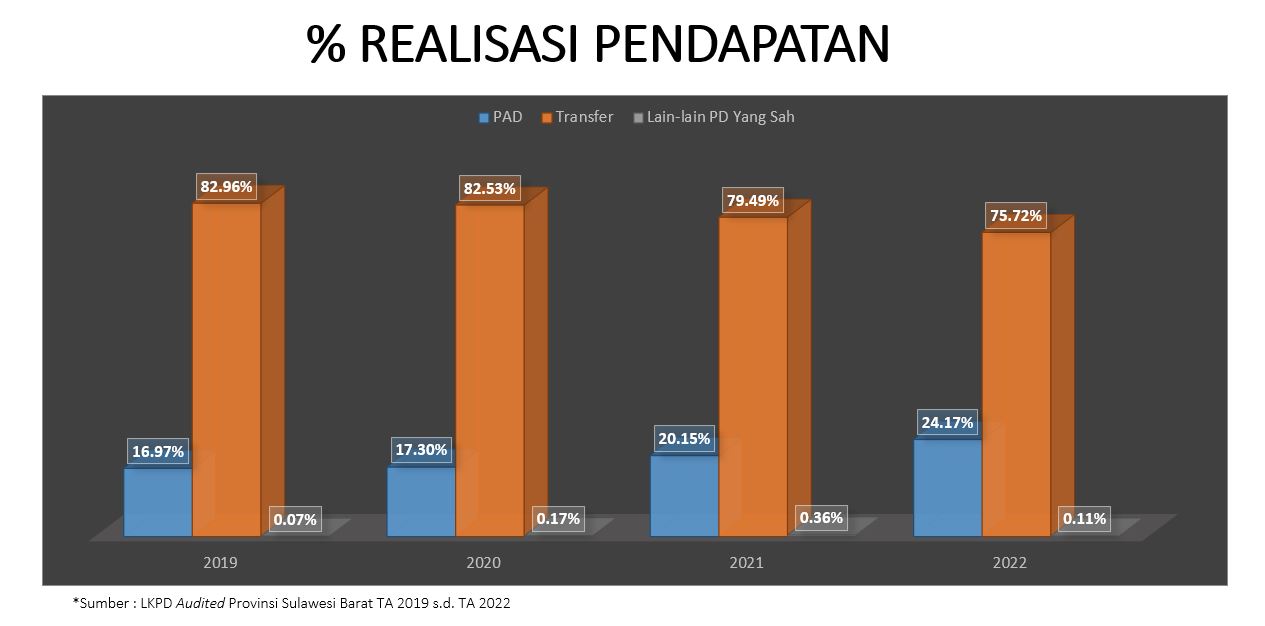 % REALISASI PENDAPATAN
PAD Transfer Lain-lain PD Yang Sah
82.96% 82.53% 79.49% 75.72%
16.97% 17.30% 20.15% 24.17%
0.07% 0.17% 0.36% 0.11%
2019 2020 2021 2022
*Sumber : LKPD Audited Provinsi Sulawesi Barat TA 2019 s.d. TA 2022